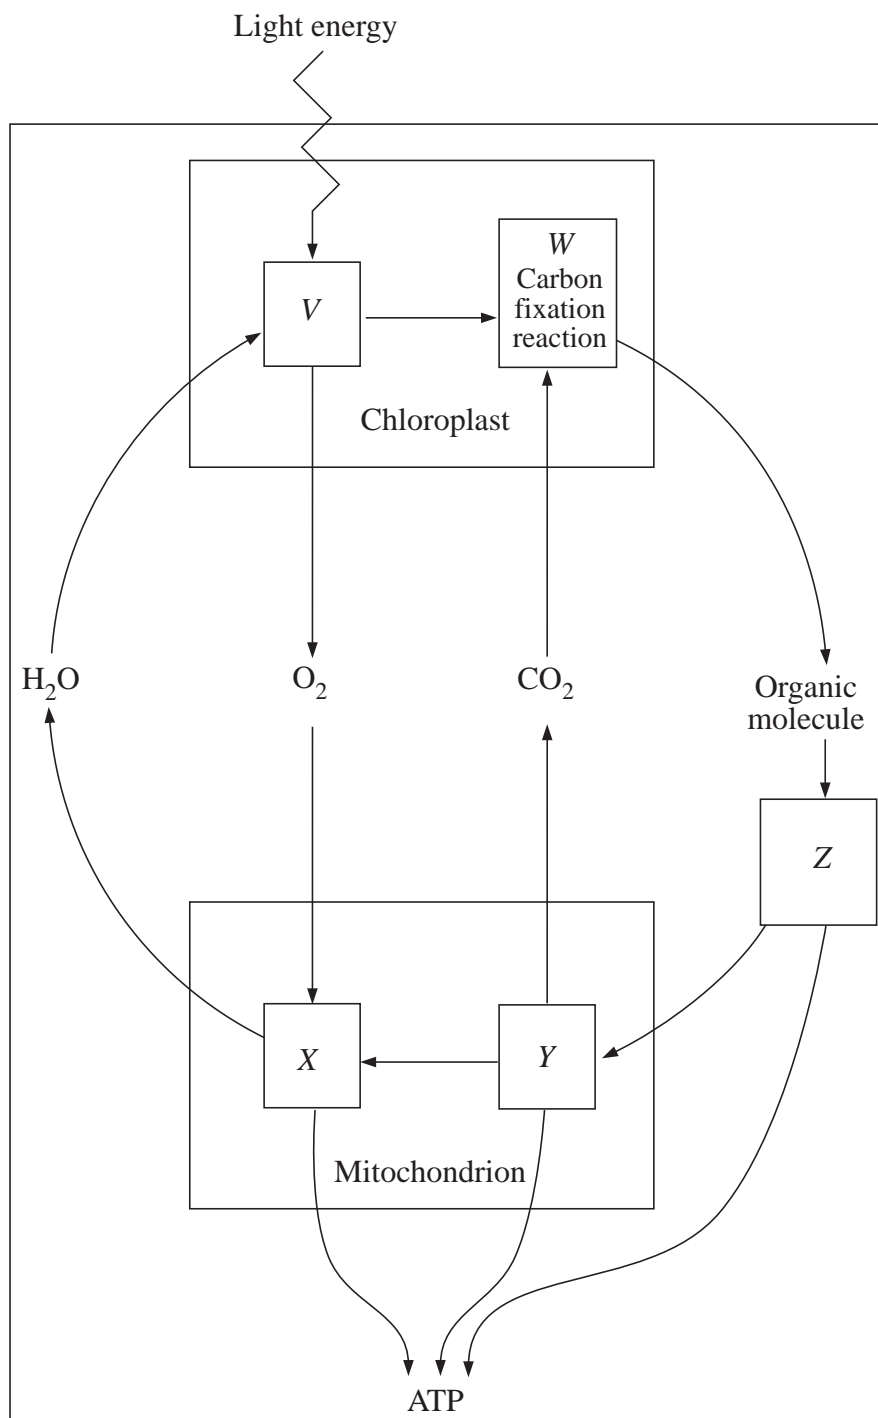 Light energy
V
W
Carbon
fixation
reaction
Chloroplast
H₂O
O₂
CO₂
Organic
molecule
Z
X
Y
Mitochondrion
ATP